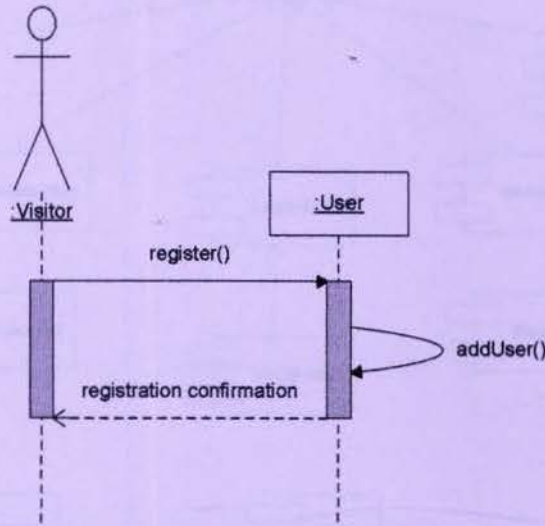 :Visitor
:User
register()
addUser()
registration confirmation